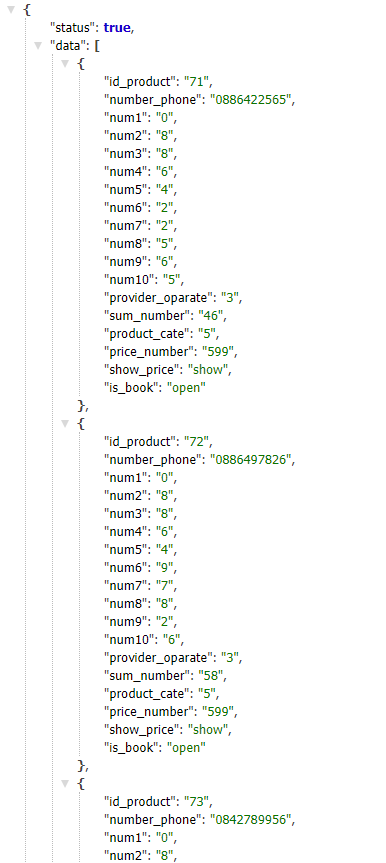 {
"status": true,
"data": [
{
"id_product": "71",
"number_phone": "0886422565",
"num1": "0",
"num2": "8",
"num3": "8",
"num4": "6",
"num5": "4",
"num6": "2",
"num7": "2",
"num8": "5",
"num9": "6",
"num10": "5",
"provider_oparate": "3",
"sum_number": "46",
"product_cate": "5",
"price_number": "599",
"show_price": "show",
"is_book": "open"
},
{
"id_product": "72",
"number_phone": "0886497826",
"num1": "0",
"num2": "8",
"num3": "8",
"num4": "6",
"num5": "4",
"num6": "9",
"num7": "7",
"num8": "8",
"num9": "2",
"num10": "6",
"provider_oparate": "3",
"sum_number": "58",
"product_cate": "5",
"price_number": "599",
"show_price": "show",
"is_book": "open"
},
{
"id_product": "73",
"number_phone": "0842789956",
"num1": "0",
"num2": "8",